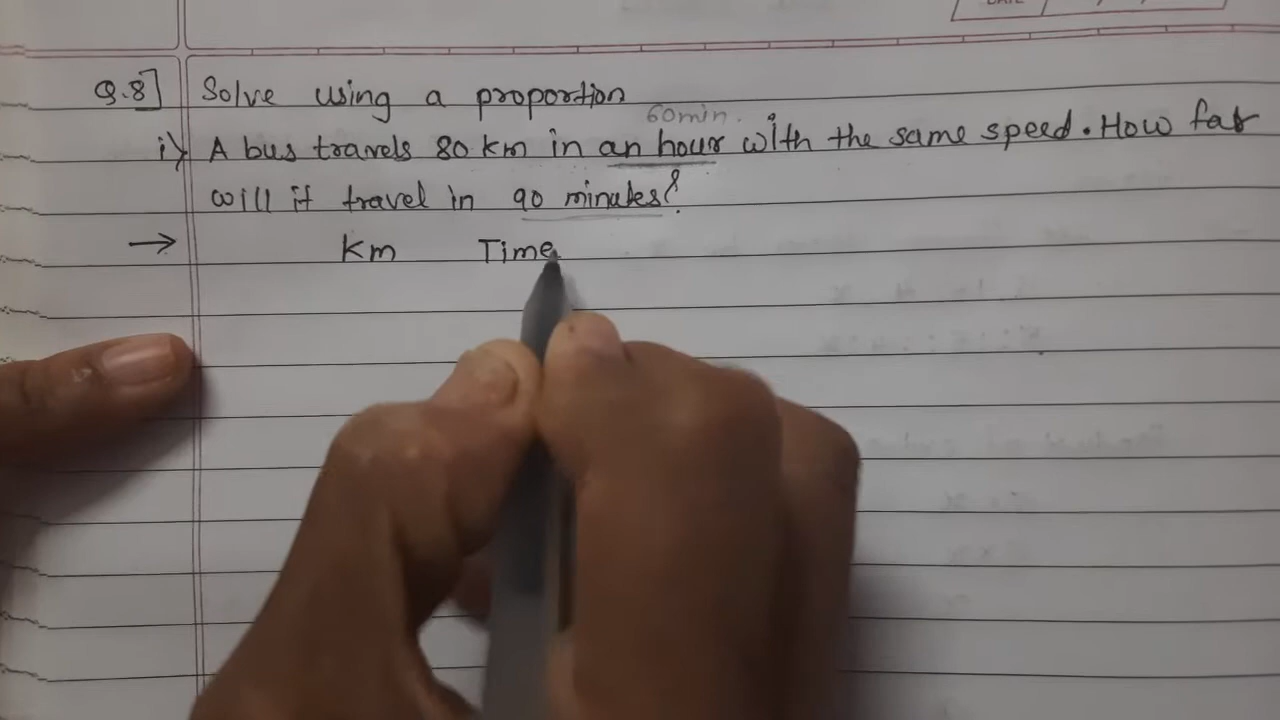 DATE
Q.8] Solve using a proportion
60min.
i) A bus travels 80 km in an hour with the same speed. How far
will it travel in 90 minutes?
→ Km Time